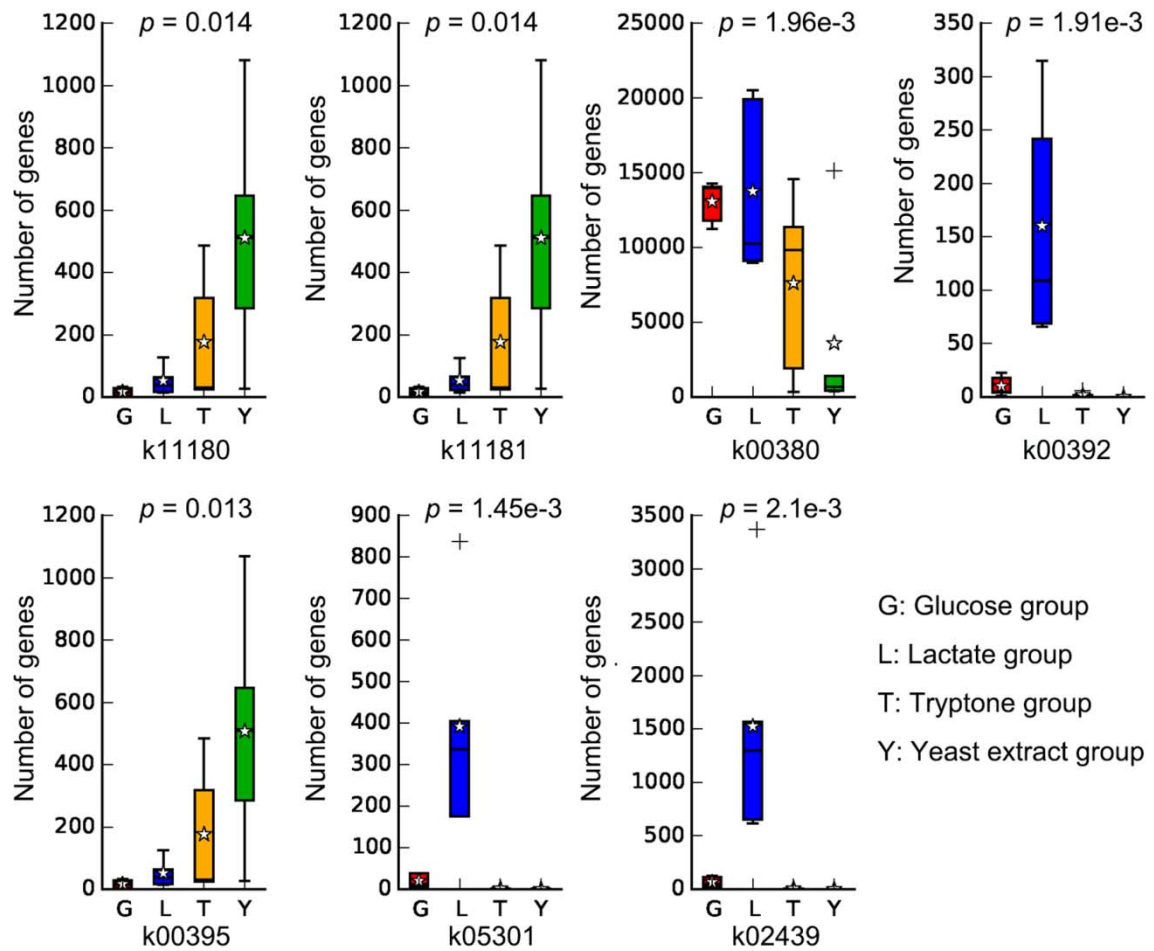 p = 0.014
1200
1000
800
600
400
200
0
Number of genes
G L T Y
k11180
p = 0.014
1200
1000
800
600
400
200
0
Number of genes
G L T Y
k11181
p = 1.96e-3
25000
20000
15000
10000
5000
0
Number of genes
G L T Y
k00380
p = 1.91e-3
350
300
250
200
150
100
50
0
Number of genes
G L T Y
k00392
p = 0.013
1200
1000
800
600
400
200
0
Number of genes
G L T Y
k00395
p = 1.45e-3
900
800
700
600
500
400
300
200
100
0
Number of genes
G L T Y
k05301
p = 2.1e-3
3500
3000
2500
2000
1500
1000
500
0
Number of genes
G L T Y
k02439
G: Glucose group
L: Lactate group
T: Tryptone group
Y: Yeast extract group